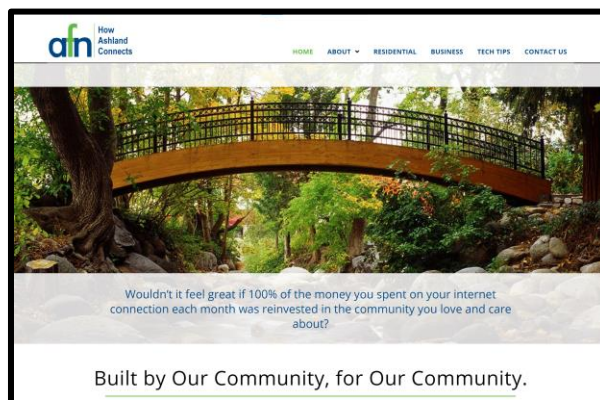 afn
How
Ashland
Connects
HOME ABOUT RESIDENTIAL BUSINESS TECH TIPS CONTACT US
Wouldn't it feel great if 100% of the money you spent on your internet
connection each month was reinvested in the community you love and care
about?
Built by Our Community, for Our Community.